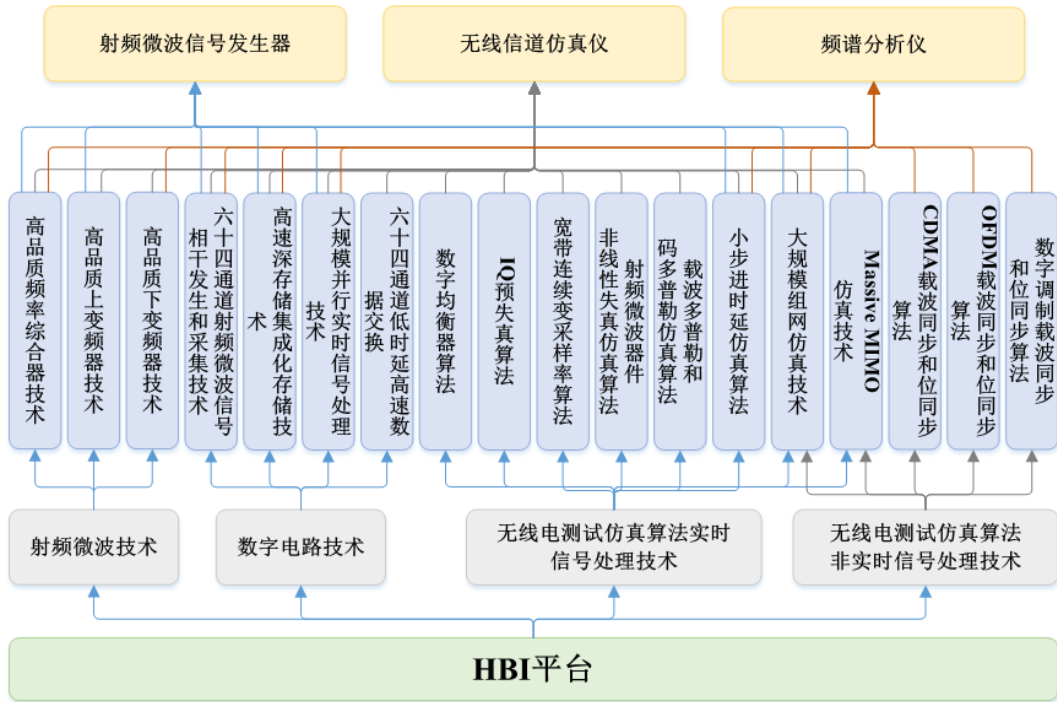 射频微波信号发生器
无线信道仿真仪
频谱分析仪
高品质频率综合器技术
高品质上变频器技术
高品质下变频器技术
六十四通道射频微波信号
相干发生和采集技术
高速深存储集成化存储技
术
大规模并行实时信号处理
技术
六十四通道低时延高速数
据交换
数字均衡器算法
IQ预失真算法
宽带连续变采样率算法
射频微波器件
非线性失真仿真算法
载波多普勒和
码多普勒仿真算法
小步进时延仿真算法
大规模组网仿真技术
Massive MIMO
仿真技术
CDMA载波同步和位同步
算法
OFDM载波同步和位同步
算法
数字调制载波同步
和位同步算法
射频微波技术
数字电路技术
无线电测试仿真算法实时
信号处理技术
无线电测试仿真算法
非实时信号处理技术
HBI平台